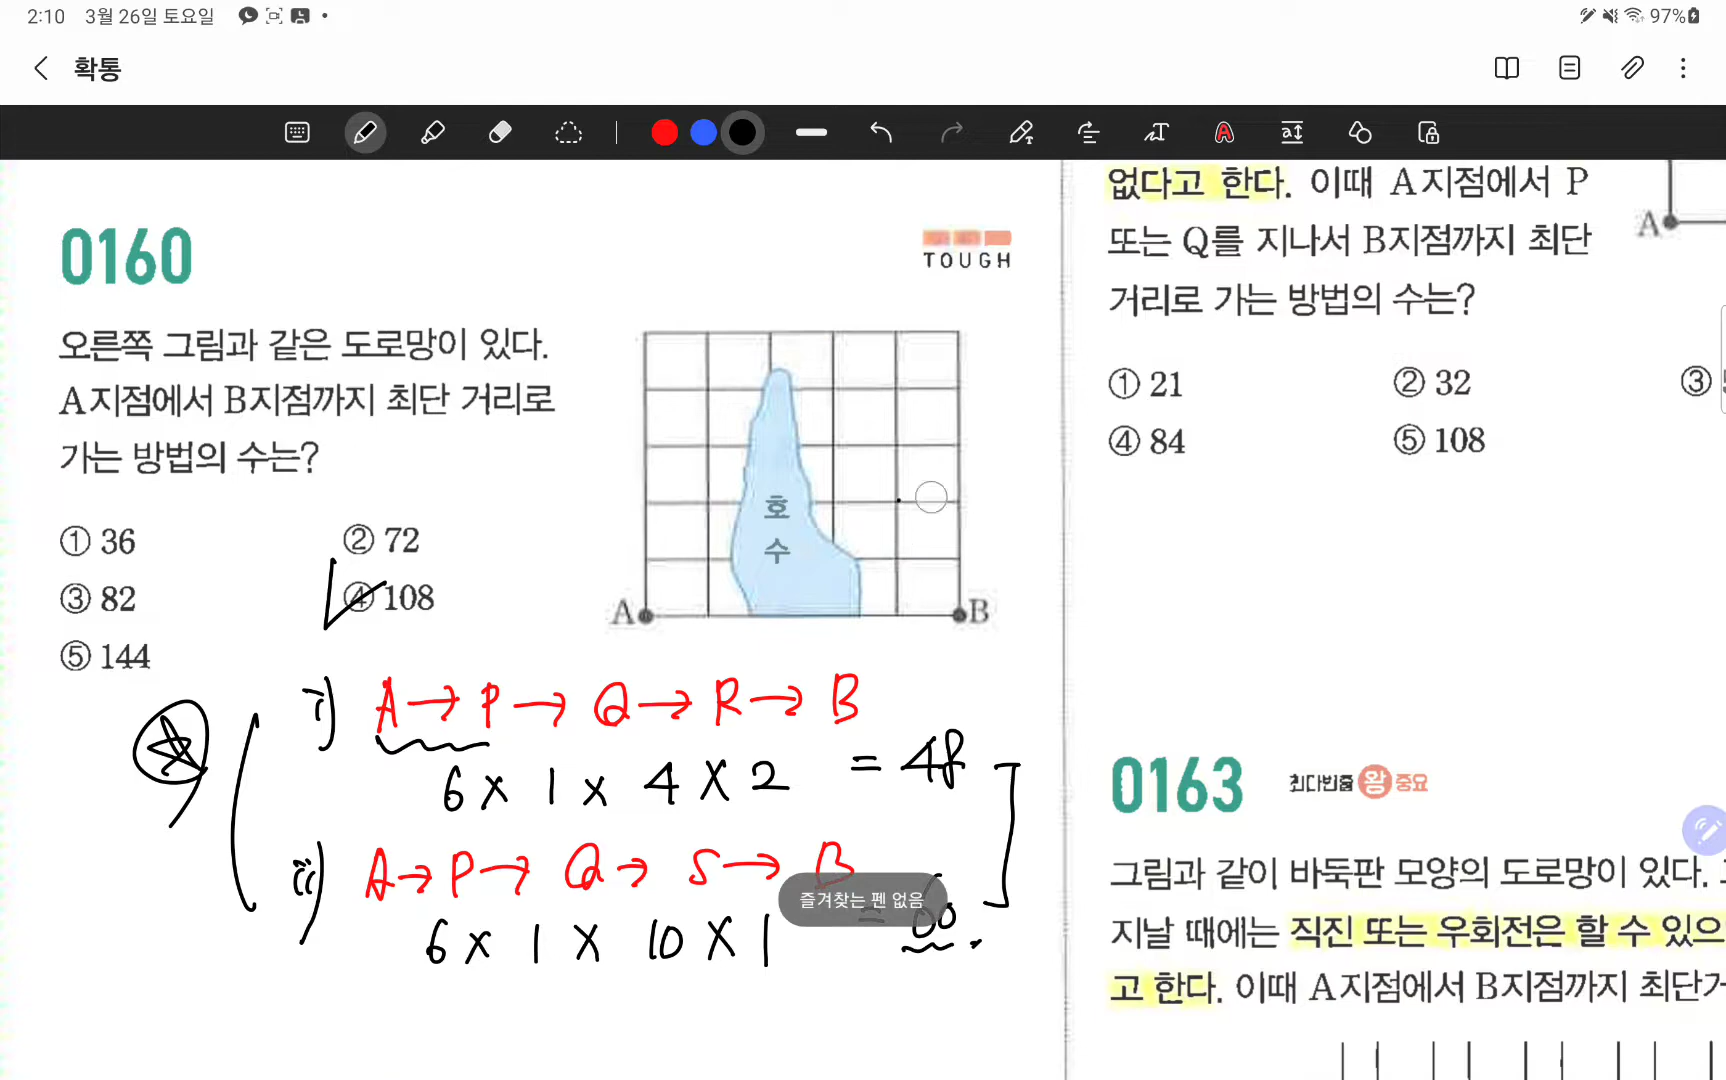 2:10 3월 26일 토요일
97%
확통
0160
TOUGH
오른쪽 그림과 같은 도로망이 있다.
A지점에서 B지점까지 최단 거리로
가는 방법의 수는?
① 36
② 72
③ 82
④ 108
⑤ 144
호
수
A
B
i) A → P → Q → R → B
6 × 1 × 4 × 2 = 48
ii) A → P → Q → S → B
6 × 1 × 10 × 1 =
즐겨찾는 펜 없음
없다고 한다. 이때 A지점에서 P
또는 Q를 지나서 B지점까지 최단
거리로 가는 방법의 수는?
A
① 21
② 32
③
④ 84
⑤ 108
0163
최다빈출 왕중요
그림과 같이 바둑판 모양의 도로망이 있다.
지날 때에는 직진 또는 우회전은 할 수 있으
고 한다. 이때 A지점에서 B지점까지 최단거